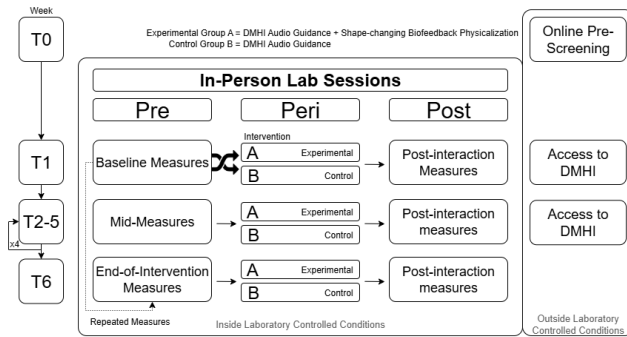 Week
T0
T1
T2-5
x4
T6
Experimental Group A = DMHI Audio Guidance + Shape-changing Biofeedback Physicalization
Control Group B = DMHI Audio Guidance
In-Person Lab Sessions
Pre
Peri
Post
Intervention
Baseline Measures
A Experimental
B Control
Post-interaction
Measures
Mid-Measures
A Experimental
B Control
Post-interaction
measures
End-of-Intervention
Measures
A Experimental
B Control
Post-interaction
measures
Repeated Measures
Inside Laboratory Controlled Conditions
Online Pre-
Screening
Access to
DMHI
Access to
DMHI
Outside Laboratory
Controlled Conditions